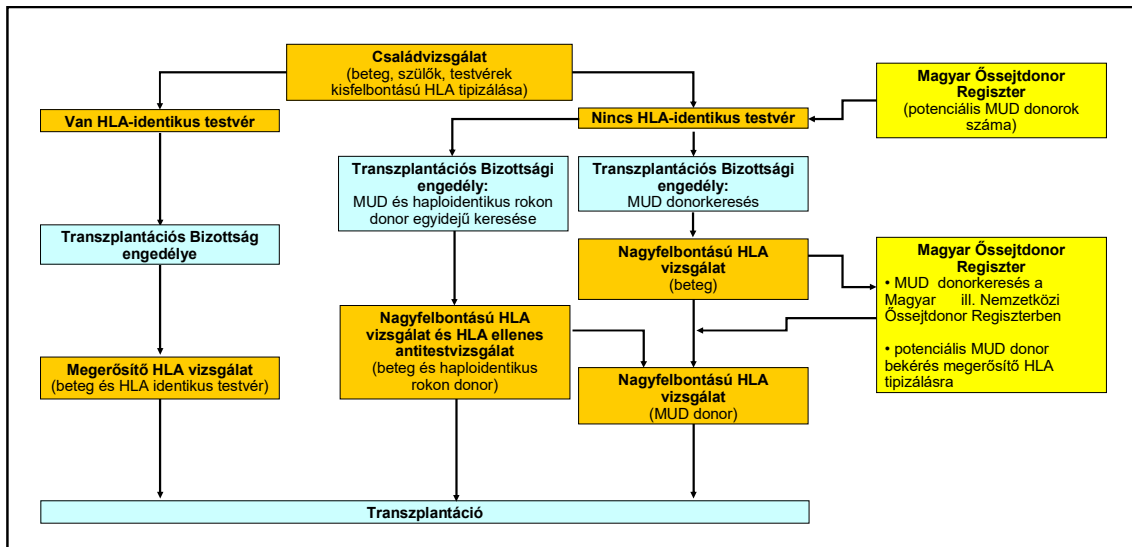 Családvizsgálat
(beteg, szülők, testvérek
kisfelbontású HLA tipizálása)
Magyar Őssejtdonor
Regiszter
(potenciális MUD donorok
száma)
Van HLA-identikus testvér
Nincs HLA-identikus testvér
Transzplantációs Bizottsági
engedély:
MUD és haploidentikus rokon
donor egyidejű keresése
Transzplantációs Bizottsági
engedély:
MUD donorkeresés
Transzplantációs Bizottság
engedélye
Nagyfelbontású HLA
vizsgálat
(beteg)
Magyar Őssejtdonor
Regiszter
• MUD donorkeresés a
Magyar ill. Nemzetközi
Őssejtdonor Regiszterben
• potenciális MUD donor
bekérés megerősítő HLA
tipizálásra
Nagyfelbontású HLA
vizsgálat és HLA ellenes
antitestvizsgálat
(beteg és haploidentikus
rokon donor)
Megerősítő HLA vizsgálat
(beteg és HLA identikus testvér)
Nagyfelbontású HLA
vizsgálat
(MUD donor)
Transzplantáció